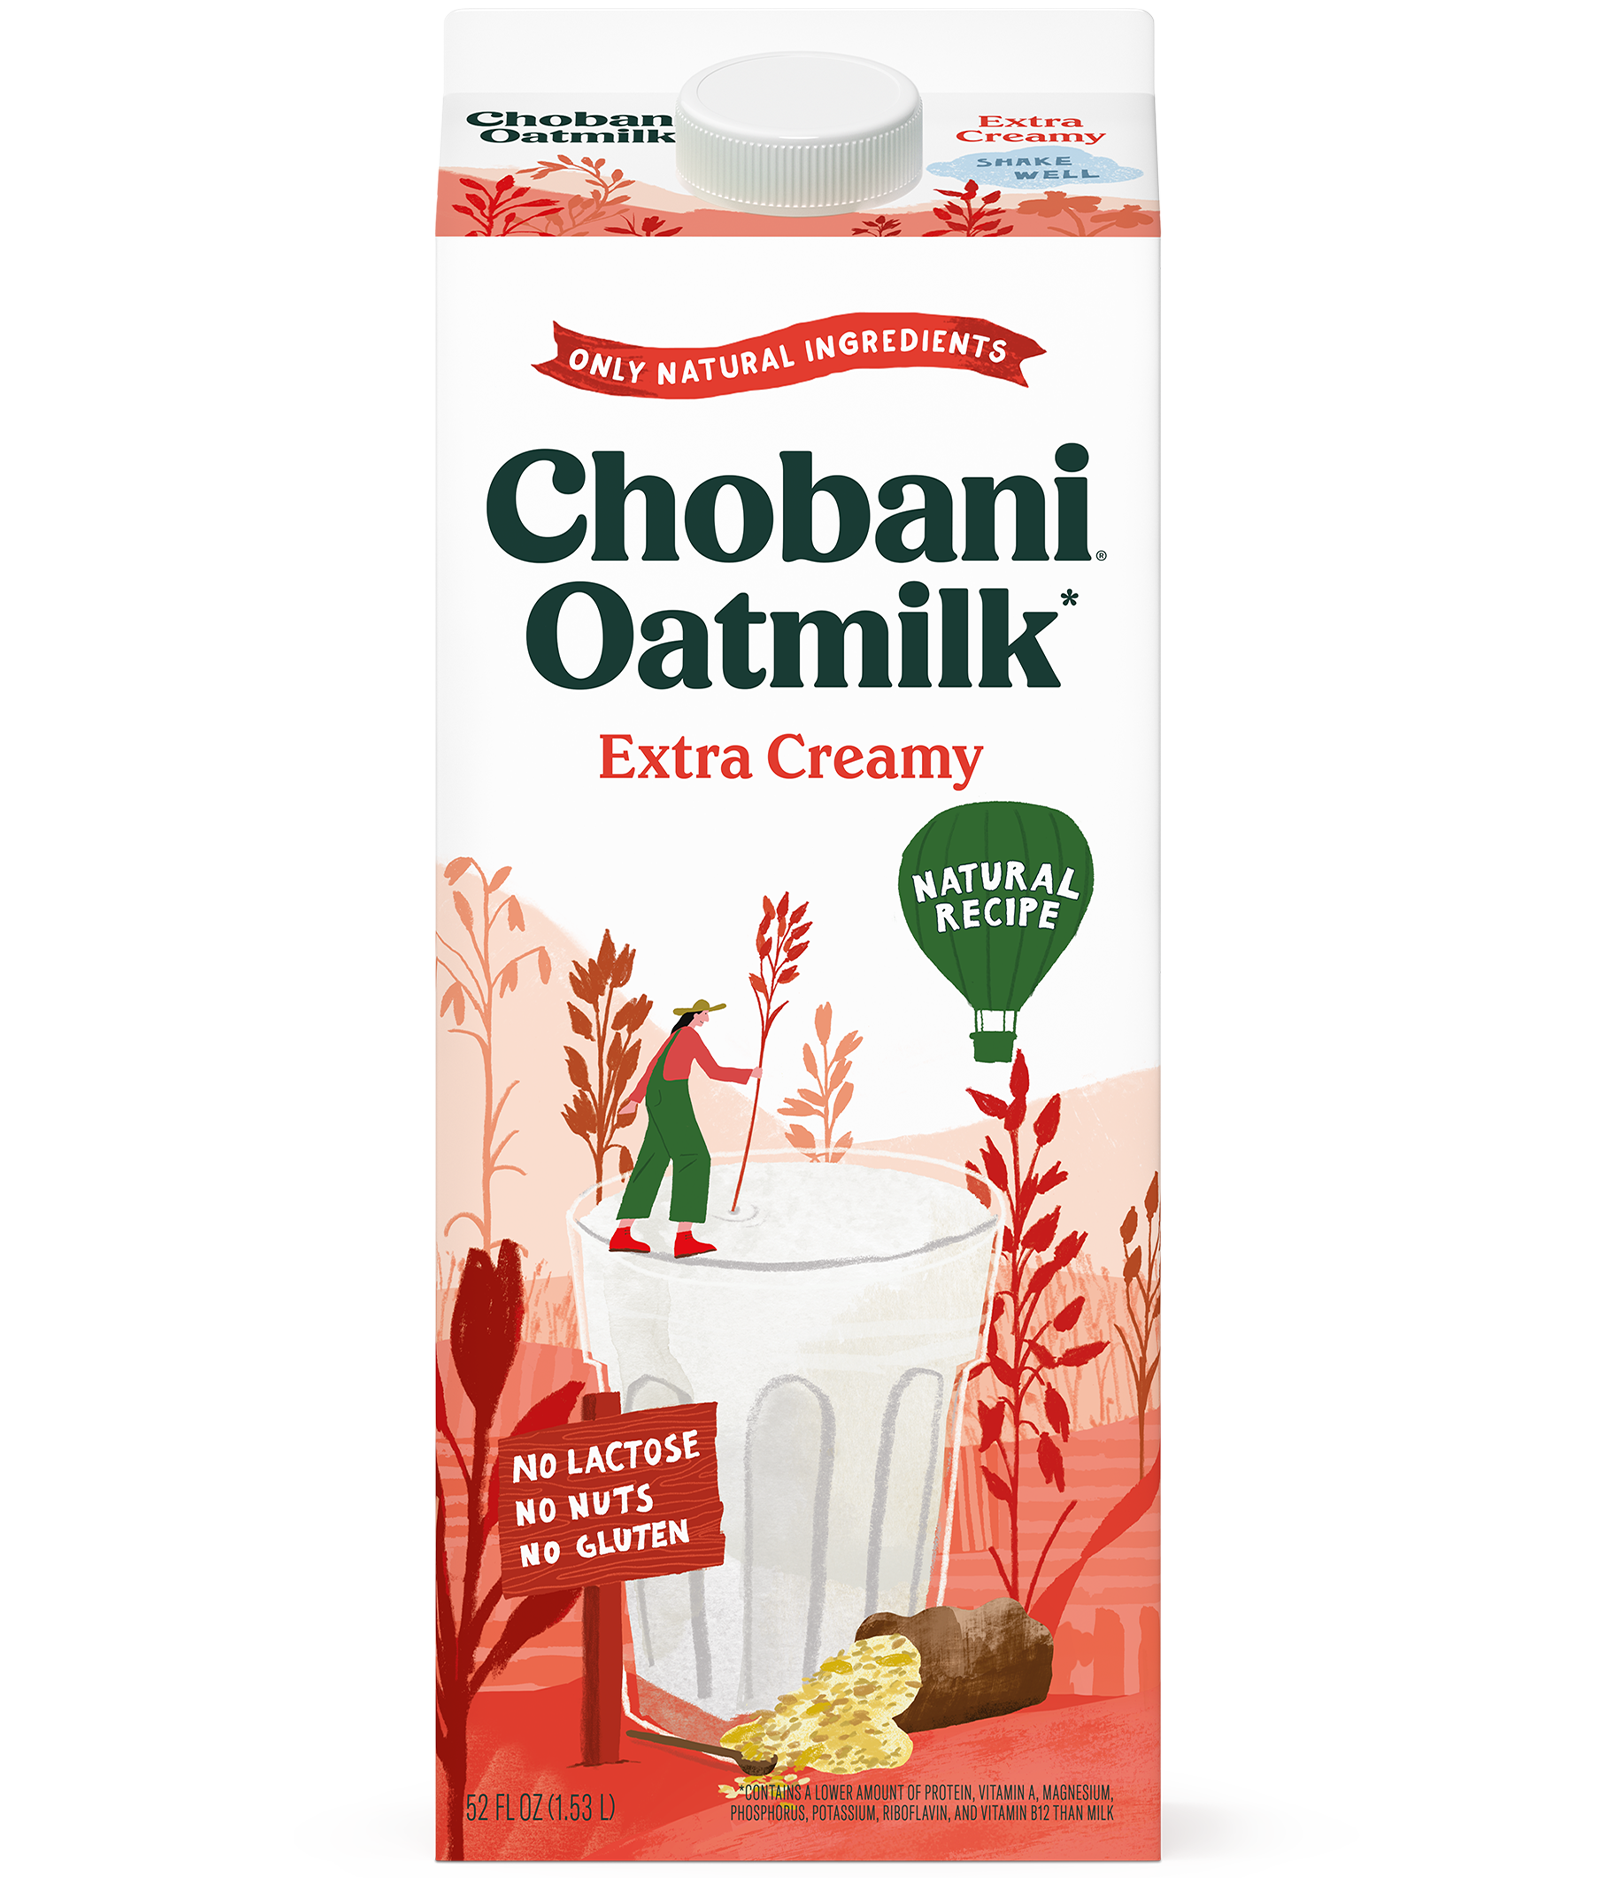 Choban
Oatmilk
Extra
Creamy
SHAKE
WELL
ONLY NATURAL INGREDIENTS
Chobani®
Oatmilk*
Extra Creamy
NATURAL
RECIPE
NO LACTOSE
NO NUTS
NO GLUTEN
52 FL OZ (1.53 L)
*CONTAINS A LOWER AMOUNT OF PROTEIN, VITAMIN A, MAGNESIUM,
PHOSPHORUS, POTASSIUM, RIBOFLAVIN, AND VITAMIN B12 THAN MILK